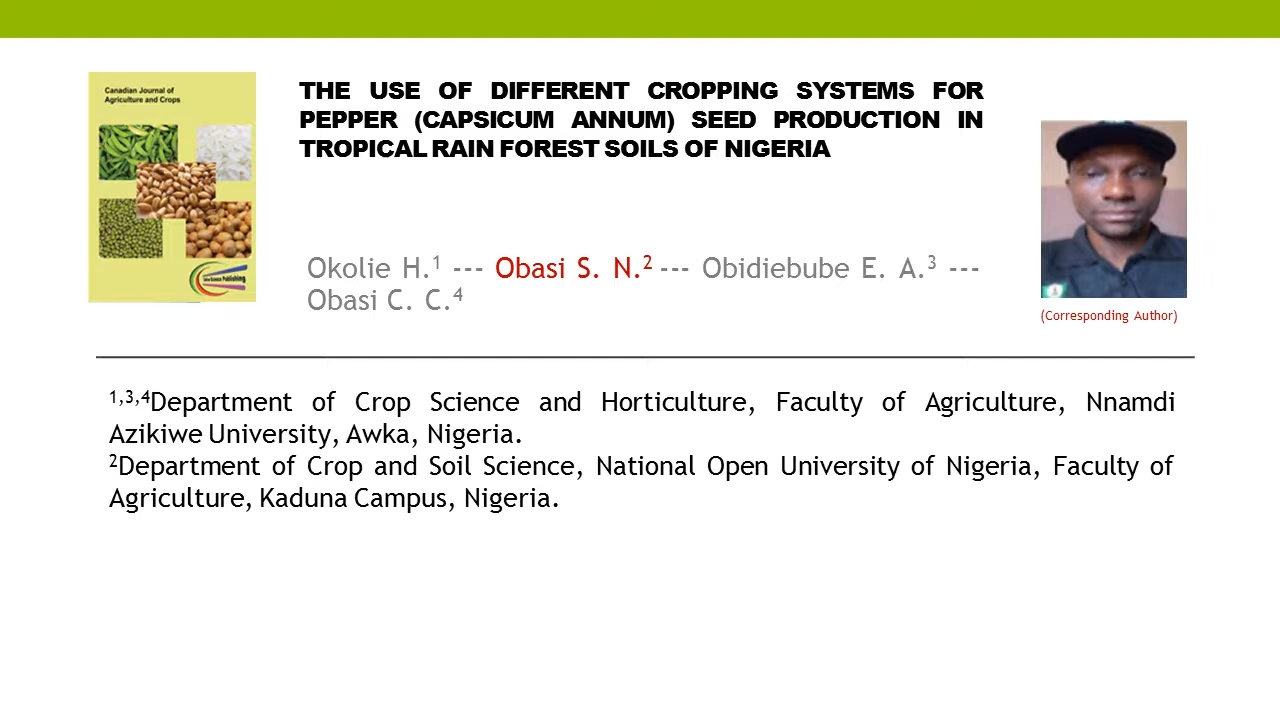 Canadian Journal of
Agriculture and Crops
THE USE OF DIFFERENT CROPPING SYSTEMS FOR
PEPPER (CAPSICUM ANNUM) SEED PRODUCTION IN
TROPICAL RAIN FOREST SOILS OF NIGERIA
Okolie H.1 --- Obasi S. N.2 --- Obidiebube E. A.3 ---
Obasi C. C.4
(Corresponding Author)
1,3,4Department of Crop Science and Horticulture, Faculty of Agriculture, Nnamdi
Azikiwe University, Awka, Nigeria.
2Department of Crop and Soil Science, National Open University of Nigeria, Faculty of
Agriculture, Kaduna Campus, Nigeria.